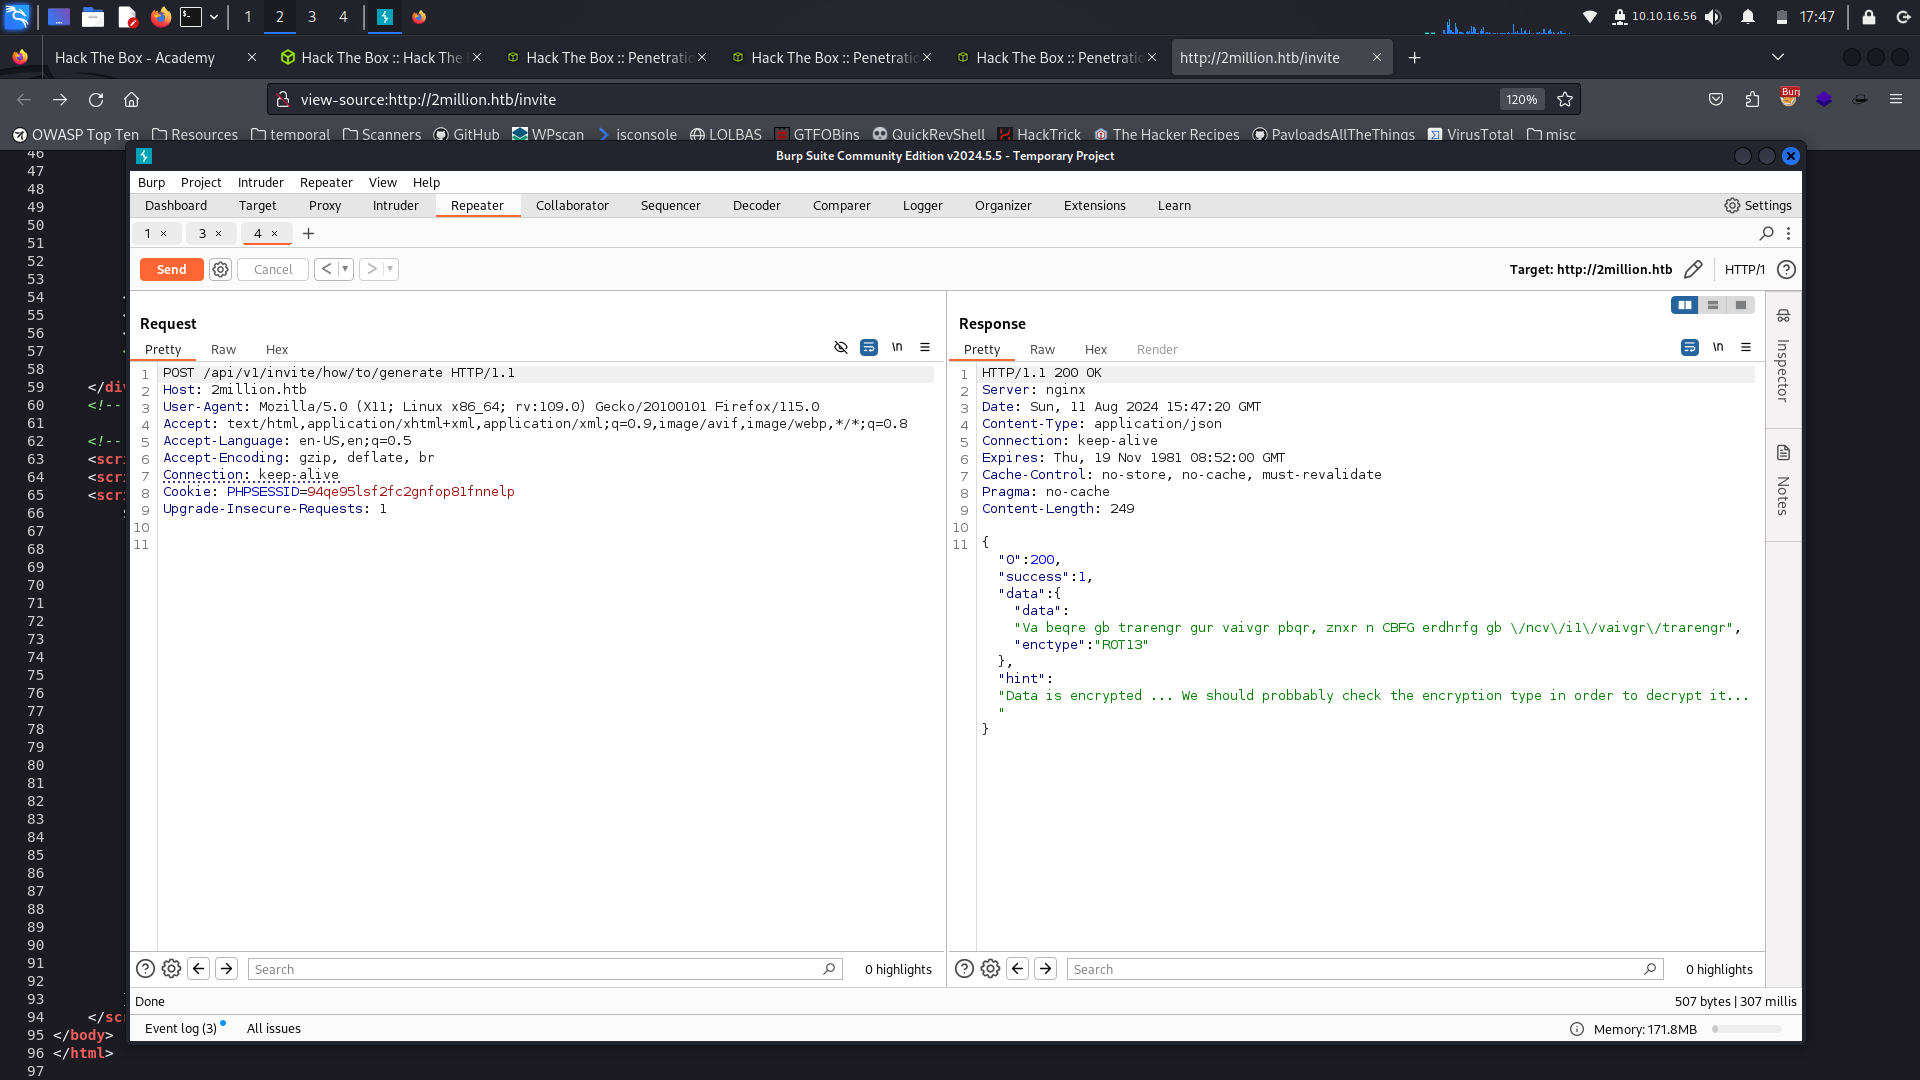 1 2 3 4 10.10.16.56 17:47
Hack The Box - Academy Hack The Box :: Hack The Hack The Box :: Penetratio Hack The Box :: Penetratio Hack The Box :: Penetratio http://2million.htb/invite
view-source:http://2million.htb/invite 120%
OWASP Top Ten Resources temporal Scanners GitHub WPscan jsconsole LOLBAS GTFOBins QuickRevShell HackTrick The Hacker Recipes PayloadsAllTheThings VirusTotal misc
Burp Suite Community Edition v2024.5.5 - Temporary Project
Burp Project Intruder Repeater View Help
Dashboard Target Proxy Intruder Repeater Collaborator Sequencer Decoder Comparer Logger Organizer Extensions Learn Settings
1 × 3 × 4 × +
Send Cancel < > Target: http://2million.htb HTTP/1
Request
Pretty Raw Hex \n
1 POST /api/v1/invite/how/to/generate HTTP/1.1
2 Host: 2million.htb
3 User-Agent: Mozilla/5.0 (X11; Linux x86_64; rv:109.0) Gecko/20100101 Firefox/115.0
4 Accept: text/html,application/xhtml+xml,application/xml;q=0.9,image/avif,image/webp,*/*;q=0.8
5 Accept-Language: en-US,en;q=0.5
6 Accept-Encoding: gzip, deflate, br
7 Connection: keep-alive
8 Cookie: PHPSESSID=94qe95lsf2fc2gnfop81fnnelp
9 Upgrade-Insecure-Requests: 1
10
11
Response
Pretty Raw Hex Render \n
1 HTTP/1.1 200 OK
2 Server: nginx
3 Date: Sun, 11 Aug 2024 15:47:20 GMT
4 Content-Type: application/json
5 Connection: keep-alive
6 Expires: Thu, 19 Nov 1981 08:52:00 GMT
7 Cache-Control: no-store, no-cache, must-revalidate
8 Pragma: no-cache
9 Content-Length: 249
10
11 {
"0":200,
"success":1,
"data":{
"data":
"Va beqre gb trarengr gur vaivgr pbqr, znxr n CBFG erdhrfg gb \/ncv\/i1\/vaivgr\/trarengr",
"enctype":"ROT13"
},
"hint":
"Data is encrypted ... We should probbably check the encryption type in order to decrypt it...
"
}
Inspector
Notes
Search 0 highlights
Search 0 highlights
Done 507 bytes | 307 millis
Event log (3) All issues Memory: 171.8MB
46
47
48
49
50
51
52
53
54 <
55 <
56 <
57 <
58
59 </div
60 <!--
61
62 <!--
63 <scri
64 <scri
65 <scri
66
67
68
69
70
71
72
73
74
75
76
77
78
79
80
81
82
83
84
85
86
87
88
89
90
91
92
93
94 </scr
95 </body>
96 </html>
97